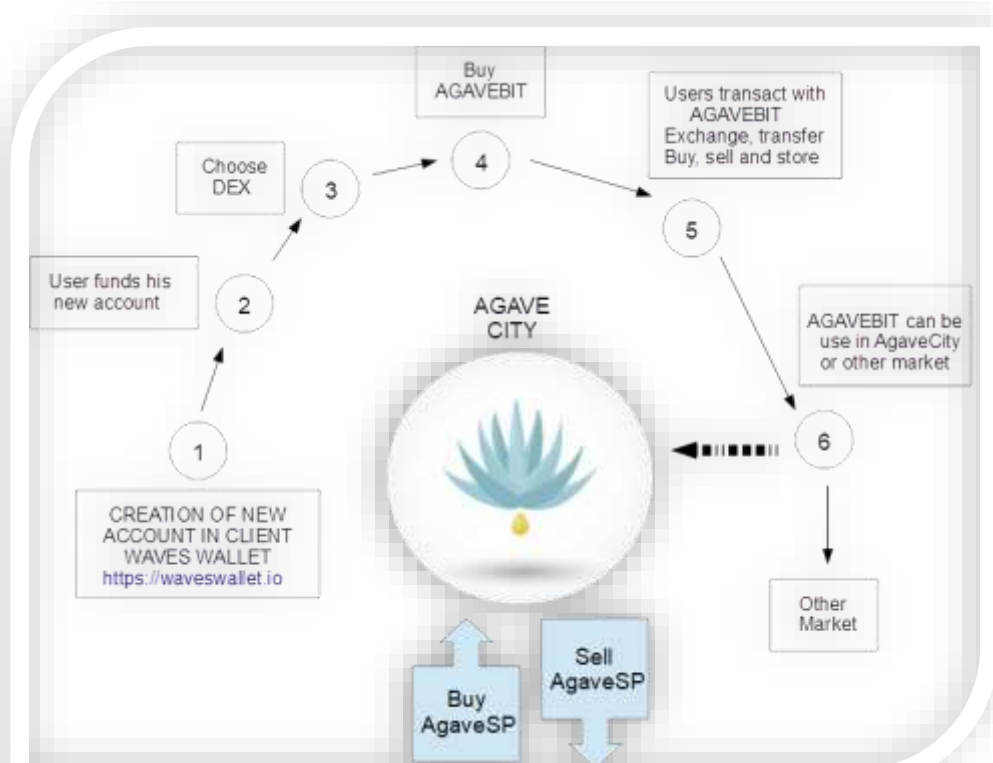 Buy
AGAVEBIT
4
Users transact with
AGAVEBIT
Exchange, transfer
Buy, sell and store
Choose
DEX
3
5
User funds his
new account
2
AGAVE
CITY
AGAVEBIT can be
use in AgaveCity
or other market
6
1
CREATION OF NEW
ACCOUNT IN CLIENT
WAVES WALLET
https://waveswallet.io
Other
Market
Buy
AgaveSP
Sell
AgaveSP